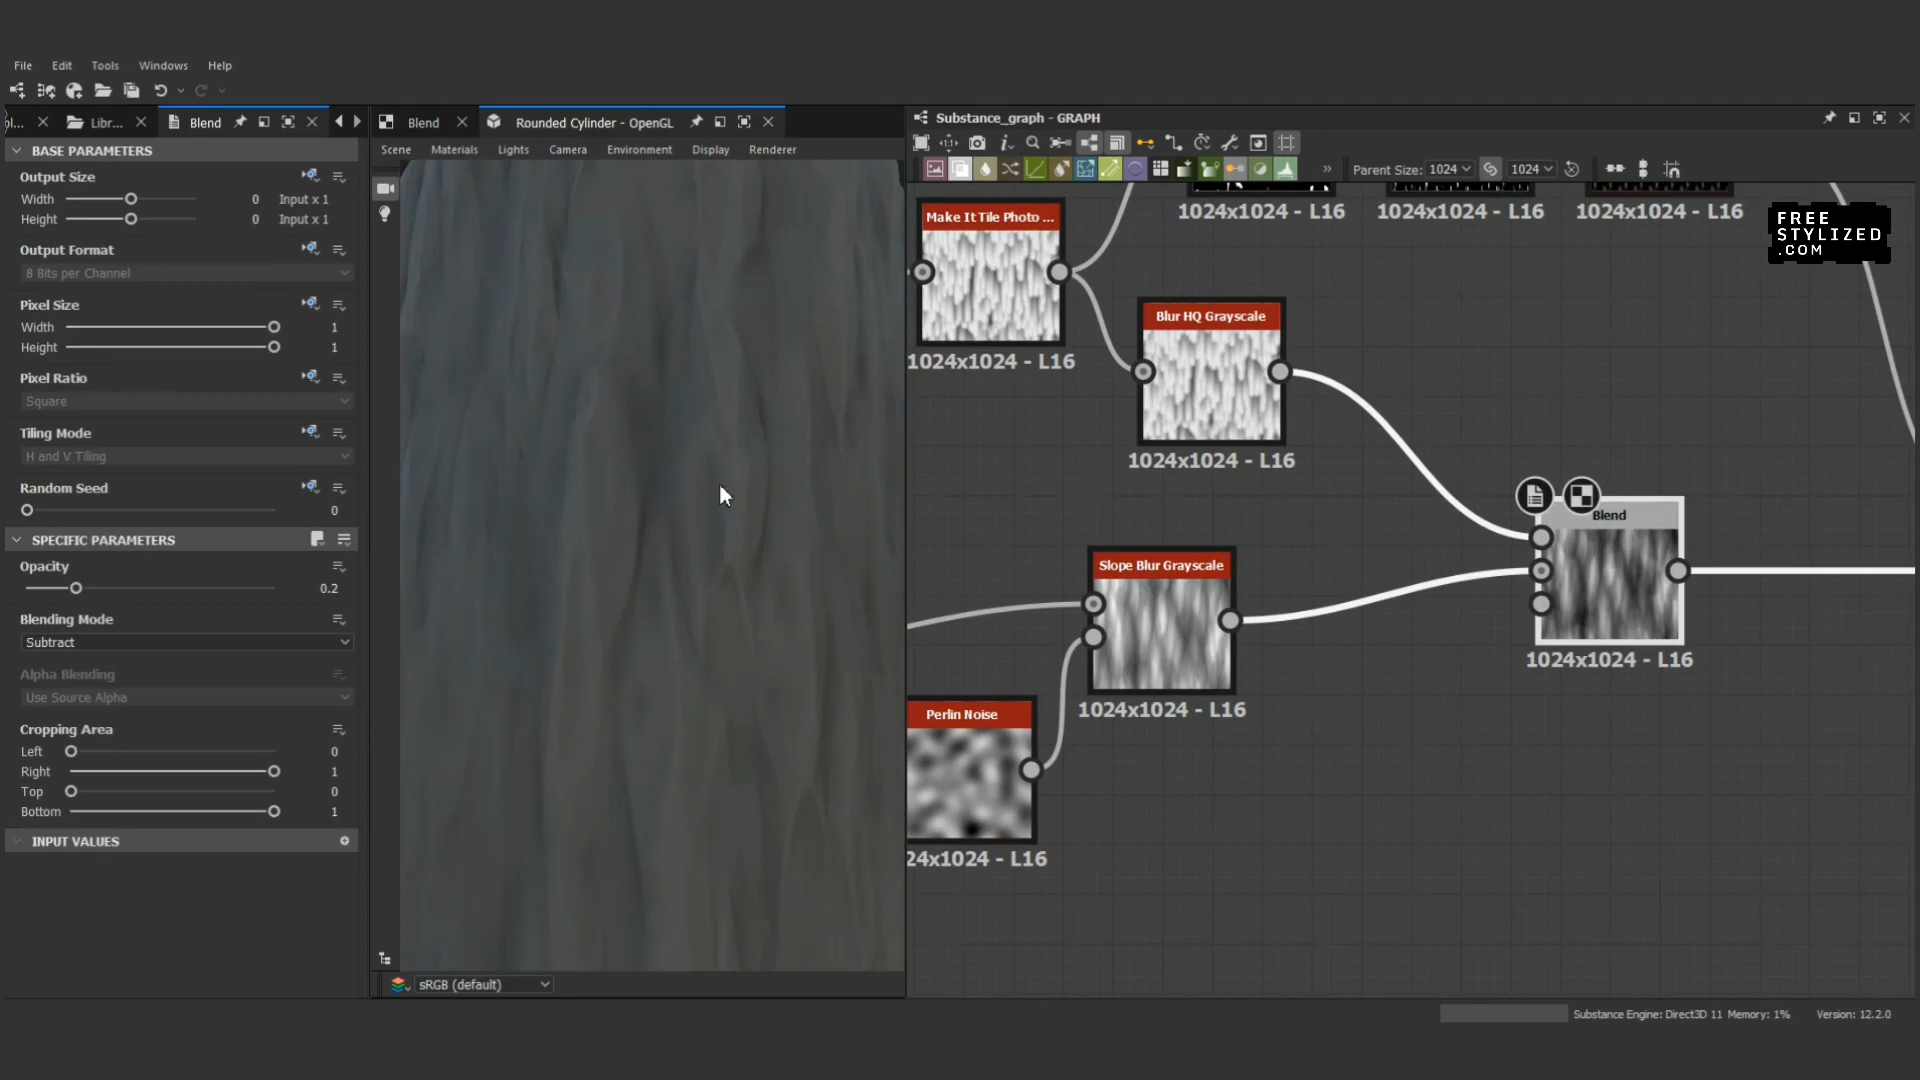 File Edit Tools Windows Help
Libr...
Blend
Blend
Rounded Cylinder - OpenGL
Substance_graph - GRAPH
Scene Materials Lights Camera Environment Display Renderer
Parent Size: 1024 1024
BASE PARAMETERS
Output Size
Width 0 Input x 1
Height 0 Input x 1
Output Format
8 Bits per Channel
Pixel Size
Width 1
Height 1
Pixel Ratio
Square
Tiling Mode
H and V Tiling
Random Seed
0
SPECIFIC PARAMETERS
Opacity
0.2
Blending Mode
Subtract
Alpha Blending
Use Source Alpha
Cropping Area
Left 0
Right 1
Top 0
Bottom 1
INPUT VALUES
sRGB (default)
1024x1024 - L16
1024x1024 - L16
1024x1024 - L16
Make It Tile Photo ...
1024x1024 - L16
Blur HQ Grayscale
1024x1024 - L16
Slope Blur Grayscale
1024x1024 - L16
Perlin Noise
24x1024 - L16
Blend
1024x1024 - L16
FREE
STYLIZED
.COM
Substance Engine: Direct3D 11 Memory: 1% Version: 12.2.0